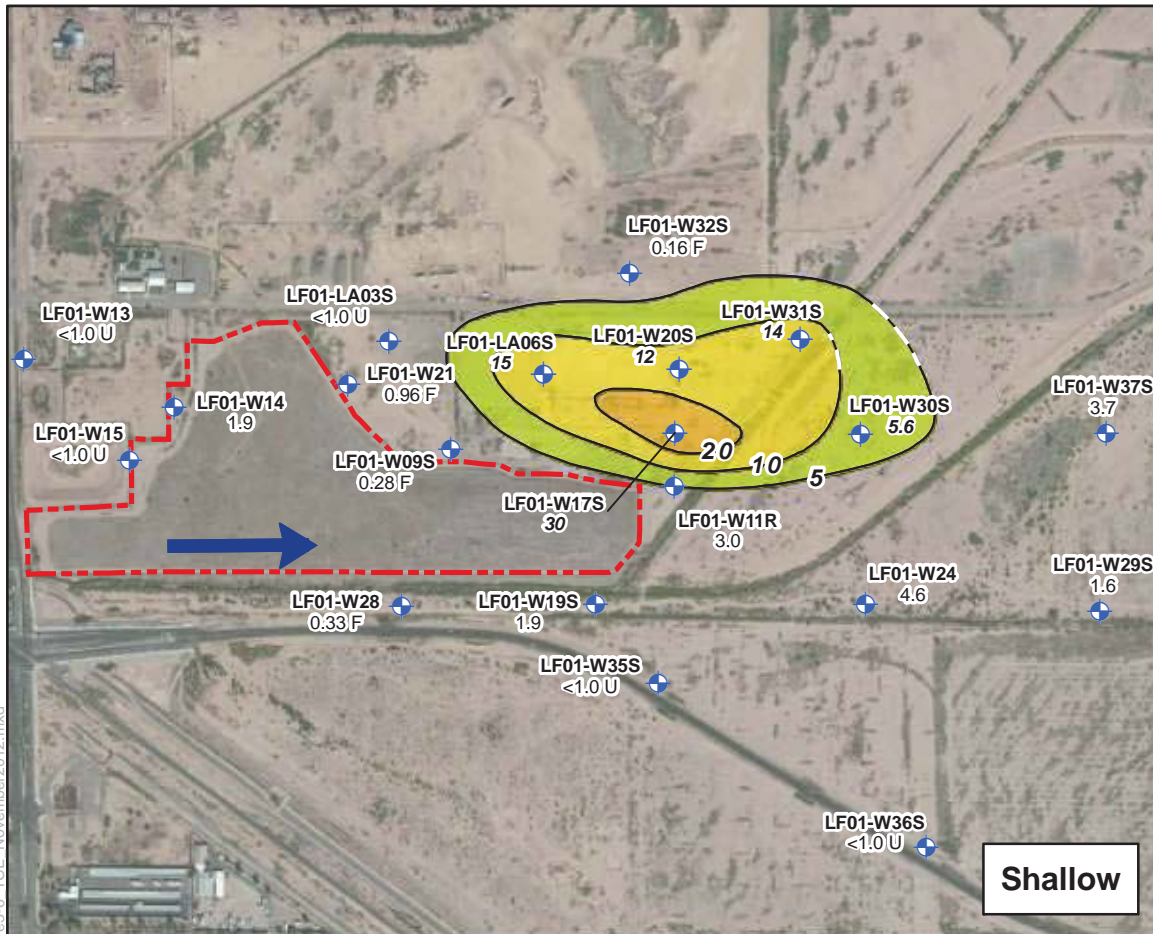 LF01-W32S
0.16 F
LF01-LA03S
<1.0 U
LF01-W13
<1.0 U
LF01-W31S
14
LF01-W20S
12
LF01-LA06S
15
LF01-W21
0.96 F
LF01-W37S
3.7
LF01-W14
1.9
LF01-W30S
5.6
LF01-W15
<1.0 U
LF01-W09S
0.28 F
20
10
5
LF01-W17S
30
LF01-W11R
3.0
LF01-W29S
1.6
LF01-W28
0.33 F
LF01-W19S
1.9
LF01-W24
4.6
LF01-W35S
<1.0 U
LF01-W36S
<1.0 U
Shallow